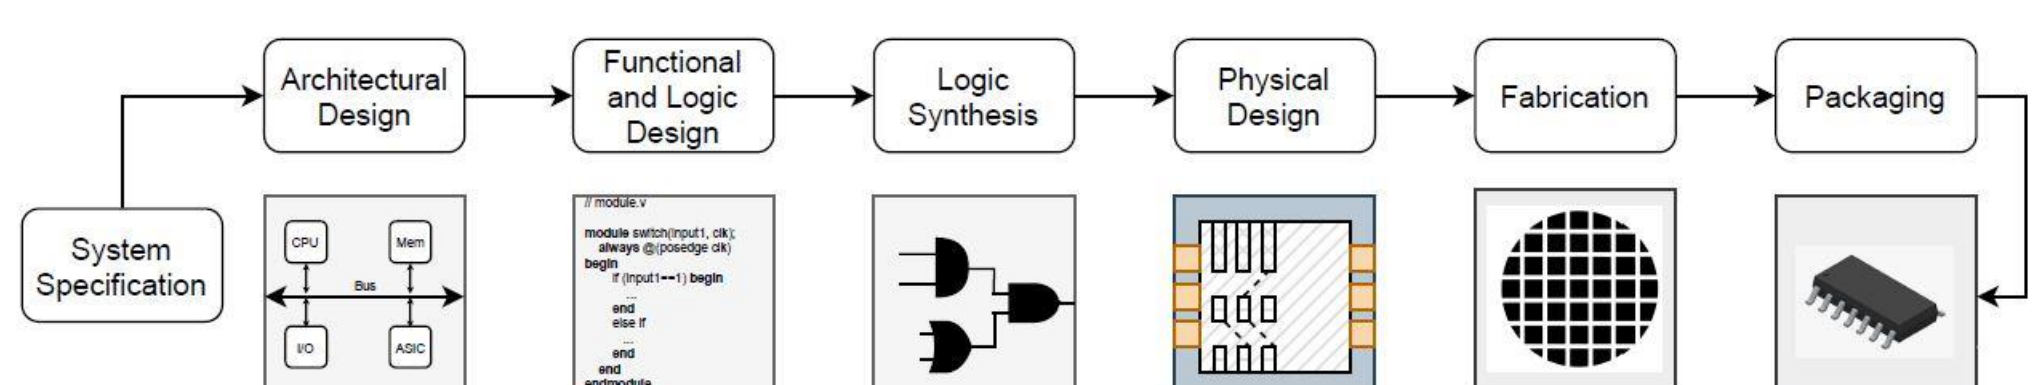 System
Specification
Architectural
Design
Functional
and Logic
Design
Logic
Synthesis
Physical
Design
Fabrication
Packaging
CPU
Mem
Bus
I/O
ASIC
// module.v
module switch(input1, clk);
always @(posedge clk)
begin
if (input1==1) begin
...
end
else if
...
end
end
endmodule